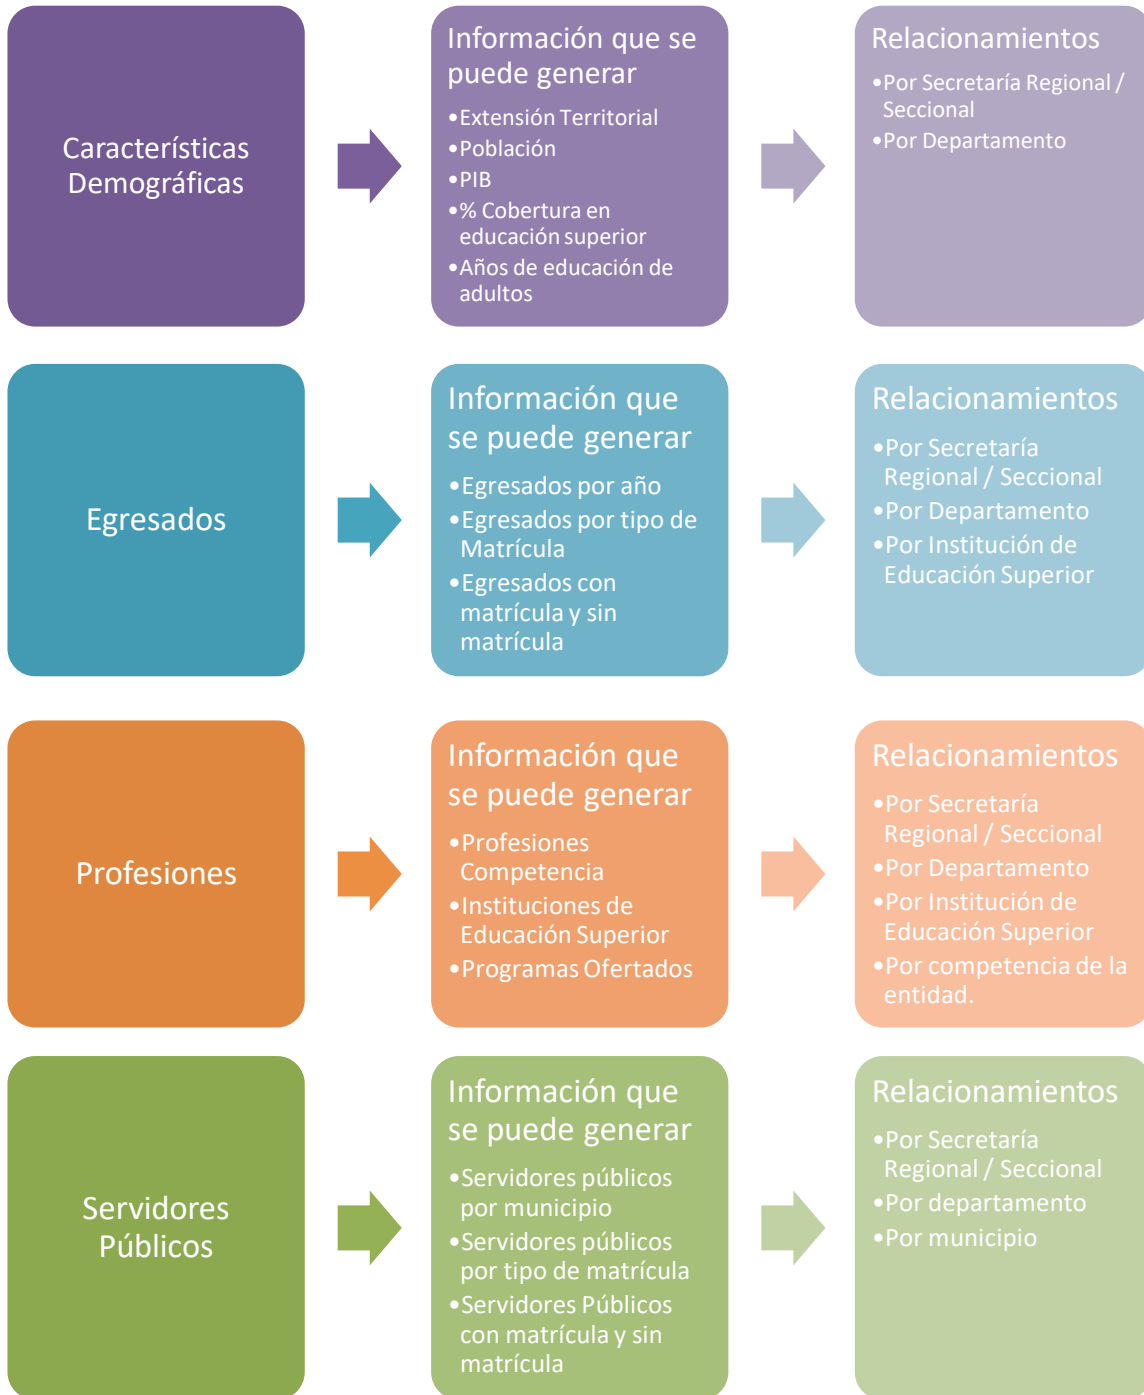 Características
Demográficas
Información que se
puede generar
•Extensión Territorial
•Población
•PIB
•% Cobertura en
educación superior
•Años de educación de
adultos
Relacionamientos
•Por Secretaría Regional /
Seccional
•Por Departamento
Egresados
Información que
se puede generar
•Egresados por año
•Egresados por tipo de
Matrícula
•Egresados con
matrícula y sin
matrícula
Relacionamientos
•Por Secretaría
Regional / Seccional
•Por Departamento
•Por Institución de
Educación Superior
Profesiones
Información que
se puede generar
•Profesiones
Competencia
•Instituciones de
Educación Superior
•Programas Ofertados
Relacionamientos
•Por Secretaría
Regional / Seccional
•Por Departamento
•Por Institución de
Educación Superior
•Por competencia de la
entidad.
Servidores
Públicos
Información que
se puede generar
•Servidores públicos
por municipio
•Servidores públicos
por tipo de matrícula
•Servidores Públicos
con matrícula y sin
matrícula
Relacionamientos
•Por Secretaría
Regional / Seccional
•Por departamento
•Por municipio